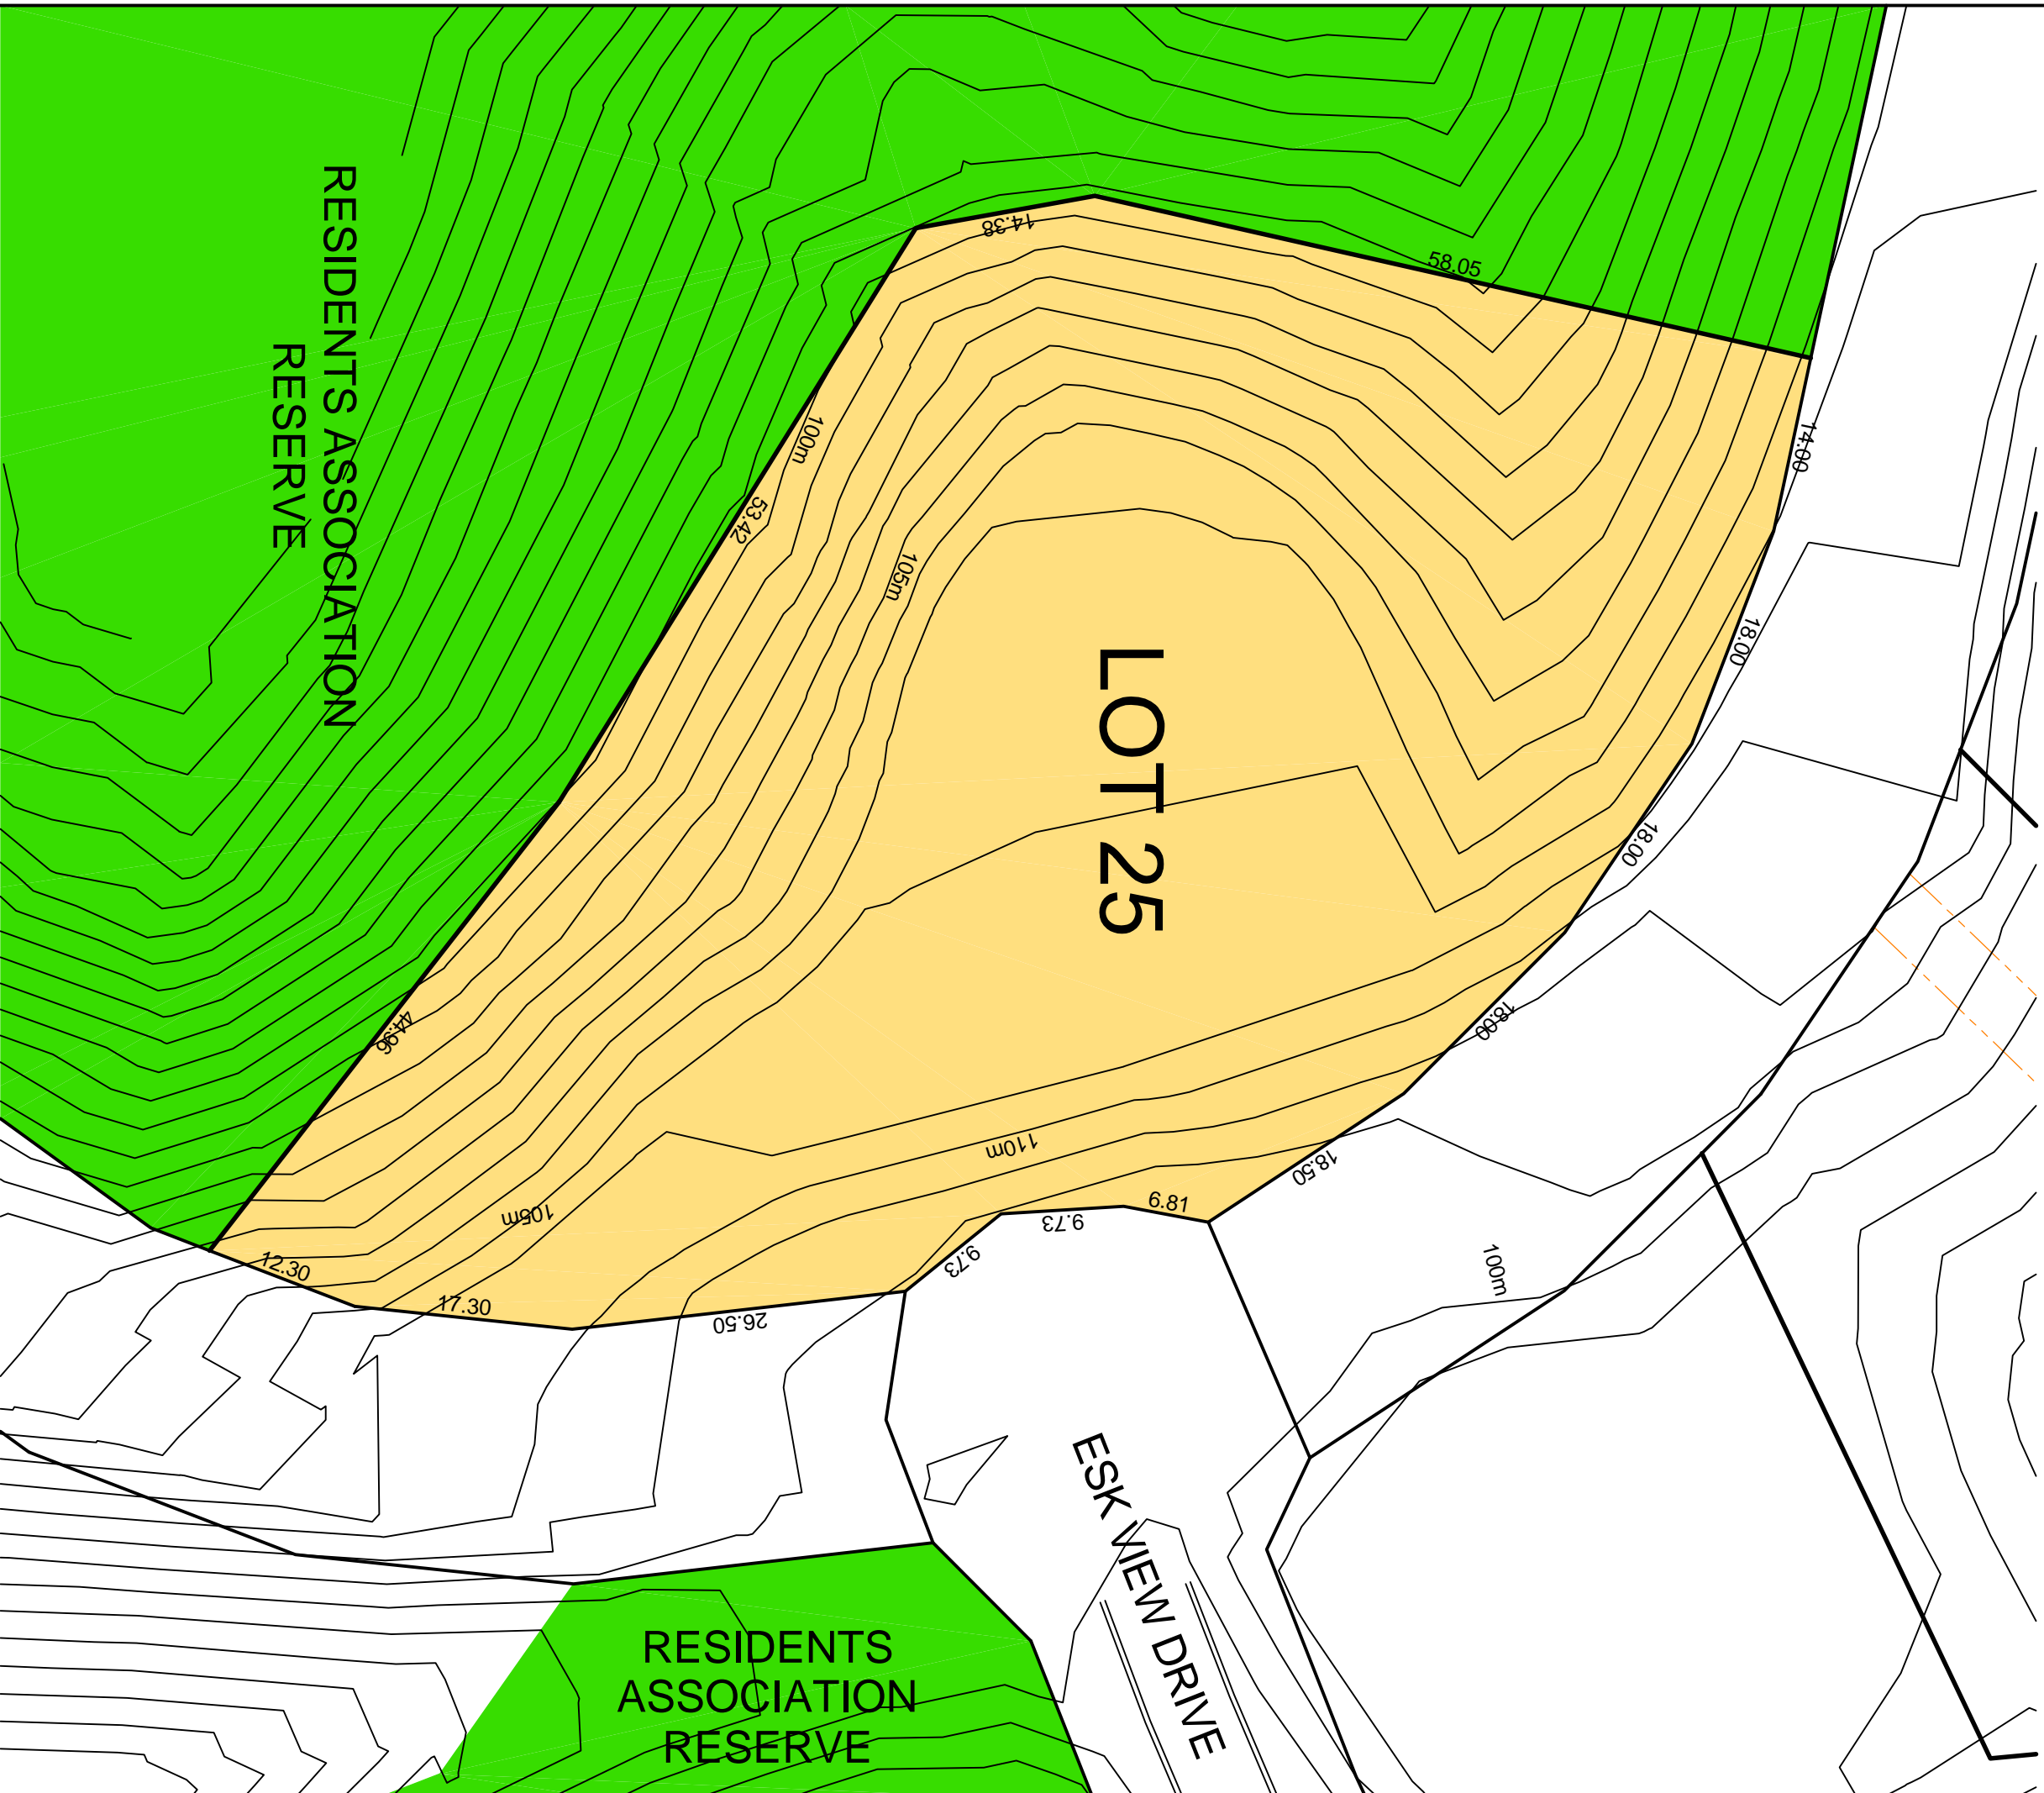 RESIDENTS ASSOCIATION
RESERVE
14.38
58.05
100m
53.42
14.00
105m
18.00
LOT 25
18.00
44.96
18.00
110m
18.50
105m
6.81
9.73
9.73
12.30
17.30
26.50
100m
ESK VIEW DRIVE
RESIDENTS
ASSOCIATION
RESERVE